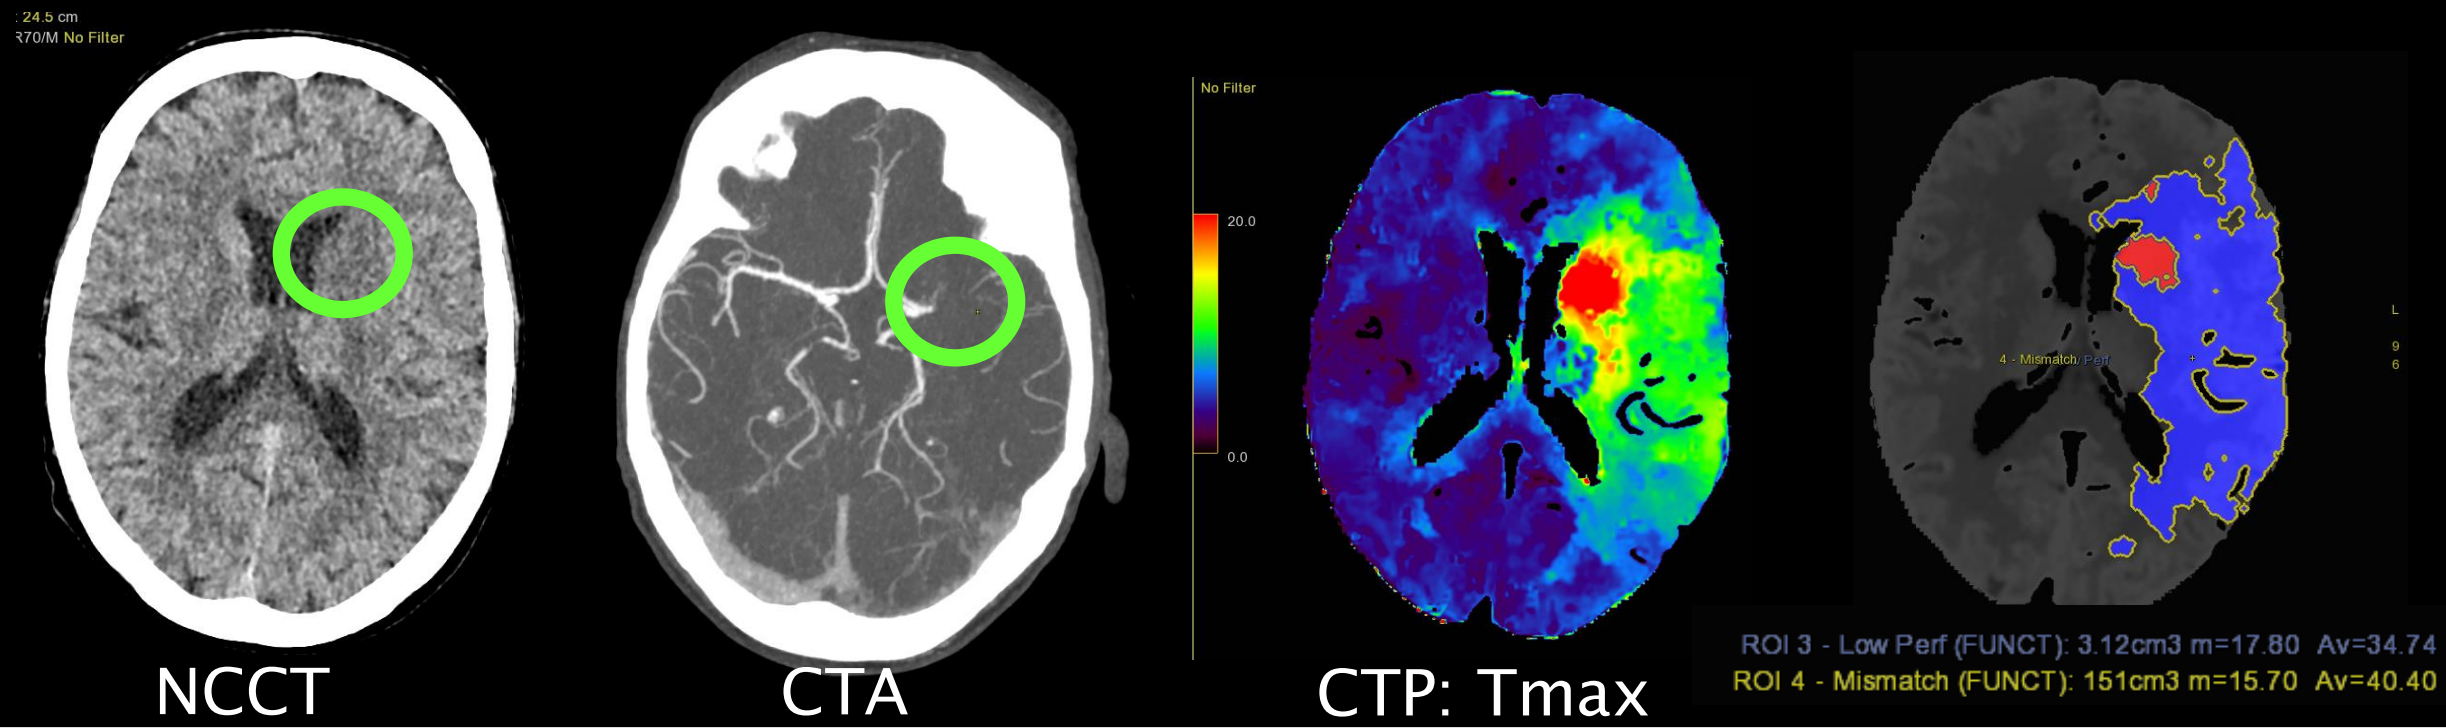 : 24.5 cm
R70/M No Filter
No Filter
20.0
0.0
4 - Mismatch/ Perf
L
9
6
ROI 3 - Low Perf (FUNCT): 3.12cm3 m=17.80 Av=34.74
ROI 4 - Mismatch (FUNCT): 151cm3 m=15.70 Av=40.40
NCCT
CTA
CTP: Tmax